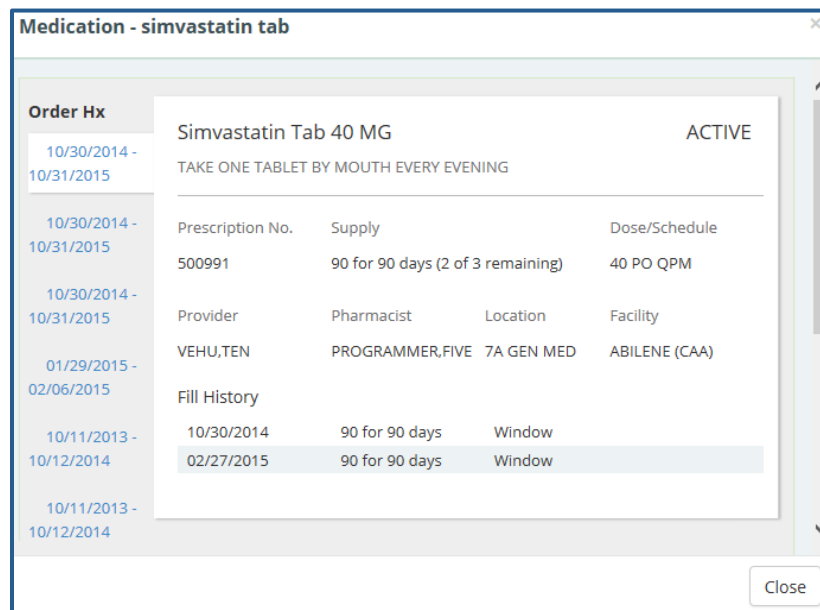 Medication - simvastatin tab
×
Order Hx
10/30/2014 -
10/31/2015
10/30/2014 -
10/31/2015
10/30/2014 -
10/31/2015
01/29/2015 -
02/06/2015
10/11/2013 -
10/12/2014
10/11/2013 -
10/12/2014
Simvastatin Tab 40 MG ACTIVE
TAKE ONE TABLET BY MOUTH EVERY EVENING
Prescription No. Supply Dose/Schedule
500991 90 for 90 days (2 of 3 remaining) 40 PO QPM
Provider Pharmacist Location Facility
VEHU,TEN PROGRAMMER,FIVE 7A GEN MED ABILENE (CAA)
Fill History
10/30/2014 90 for 90 days Window
02/27/2015 90 for 90 days Window
Close